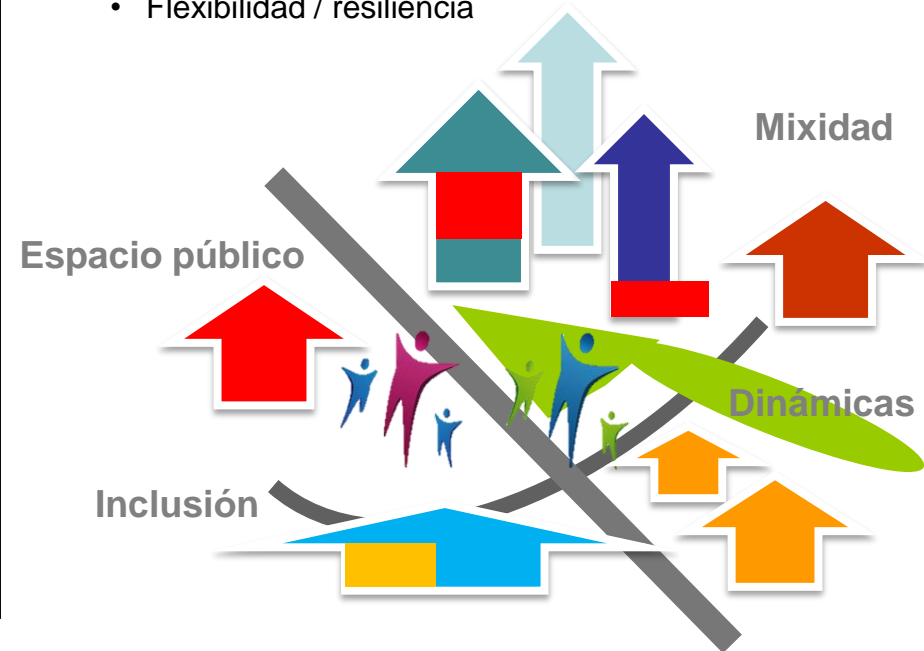 • Flexibilidad / resiliencia
Mixidad
Espacio público
Dinámicas
Inclusión